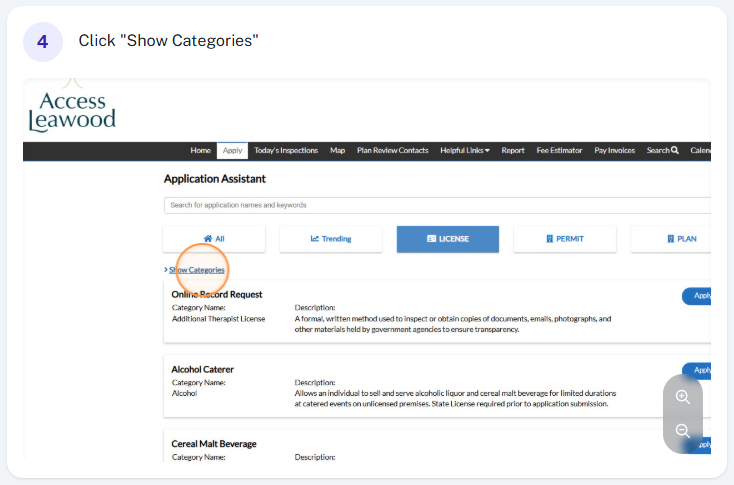 4 Click "Show Categories"
Access
Leawood
Home Apply Today's Inspections Map Plan Review Contacts Helpful Links Report Fee Estimator Pay Invoices Search Calen
Application Assistant
Search for application names and keywords
All Trending LICENSE PERMIT PLAN
Show Categories
Online Record Request Apply
Category Name: Description:
Additional Therapist License A formal, written method used to inspect or obtain copies of documents, emails, photographs, and
other materials held by government agencies to ensure transparency.
Alcohol Caterer Apply
Category Name: Description:
Alcohol Allows an individual to sell and serve alcoholic liquor and cereal malt beverage for limited durations
at catered events on unlicensed premises. State License required prior to application submission.
Cereal Malt Beverage pply
Category Name: Description: